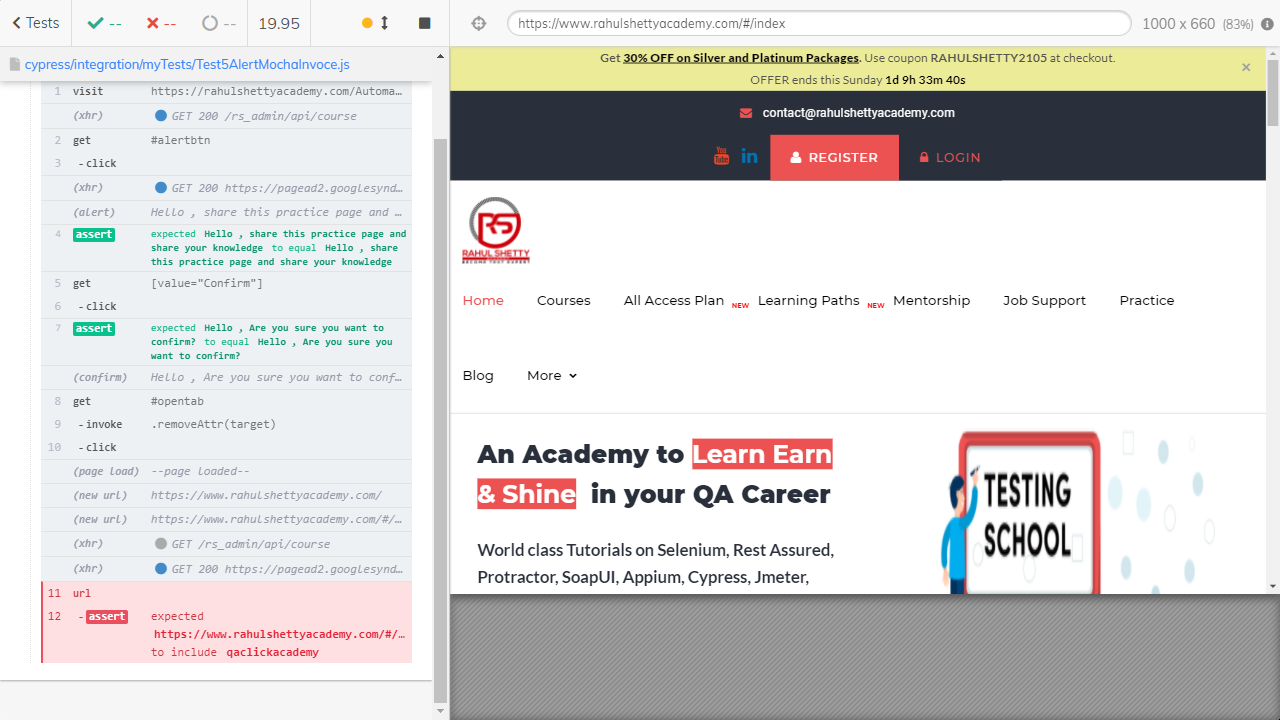 Tests
--
--
--
19.95
https://www.rahulshettyacademy.com/#/index
1000 x 660 (83%)
cypress/integration/myTests/Test5AlertMochaInvoce.js
1 visit https://rahulshettyacademy.com/Automa…
(xhr) GET 200 /rs_admin/api/course
2 get #alertbtn
3 - click
(xhr) GET 200 https://pagead2.googlesynd…
(alert) Hello , share this practice page and …
4 assert expected Hello , share this practice page and
share your knowledge to equal Hello , share
this practice page and share your knowledge
5 get [value="Confirm"]
6 - click
7 assert expected Hello , Are you sure you want to
confirm? to equal Hello , Are you sure you
want to confirm?
(confirm) Hello , Are you sure you want to conf…
8 get #opentab
9 - invoke .removeAttr(target)
10 - click
(page load) --page loaded--
(new url) https://www.rahulshettyacademy.com/
(new url) https://www.rahulshettyacademy.com/#/…
(xhr) GET /rs_admin/api/course
(xhr) GET 200 https://pagead2.googlesynd…
11 url
12 - assert expected
https://www.rahulshettyacademy.com/#/…
to include qaclickacademy
Get 30% OFF on Silver and Platinum Packages. Use coupon RAHULSHETTY2105 at checkout.
OFFER ends this Sunday 1d 9h 33m 40s
×
contact@rahulshettyacademy.com
You
Tube
in
REGISTER
LOGIN
RS
RAHUL SHETTY
BECOME TEST EXPERT
Home Courses All Access Plan NEW Learning Paths NEW Mentorship Job Support Practice
Blog More
An Academy to Learn Earn
& Shine in your QA Career
World class Tutorials on Selenium, Rest Assured,
Protractor, SoapUI, Appium, Cypress, Jmeter,
TESTING
SCHOOL